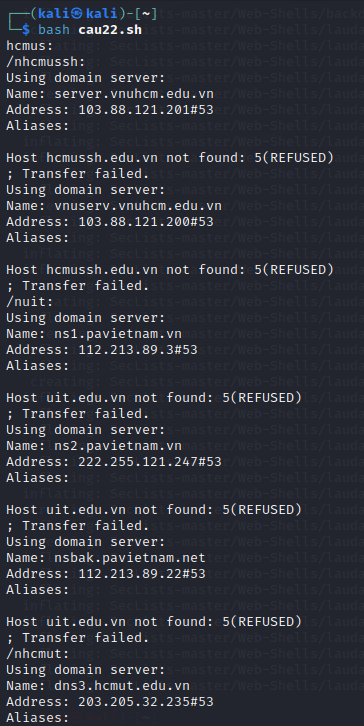 ┌──(kali㉿kali)-[~]
└─$ bash cau22.sh
hcmus:
/nhcmussh:
Using domain server:
Name: server.vnuhcm.edu.vn
Address: 103.88.121.201#53
Aliases:

Host hcmussh.edu.vn not found: 5(REFUSED)
; Transfer failed.
Using domain server:
Name: vnuserv.vnuhcm.edu.vn
Address: 103.88.121.200#53
Aliases:

Host hcmussh.edu.vn not found: 5(REFUSED)
; Transfer failed.
/nuit:
Using domain server:
Name: ns1.pavietnam.vn
Address: 112.213.89.3#53
Aliases:

Host uit.edu.vn not found: 5(REFUSED)
; Transfer failed.
Using domain server:
Name: ns2.pavietnam.vn
Address: 222.255.121.247#53
Aliases:

Host uit.edu.vn not found: 5(REFUSED)
; Transfer failed.
Using domain server:
Name: nsbak.pavietnam.net
Address: 112.213.89.22#53
Aliases:

Host uit.edu.vn not found: 5(REFUSED)
; Transfer failed.
/nhcmut:
Using domain server:
Name: dns3.hcmut.edu.vn
Address: 203.205.32.235#53
Aliases: